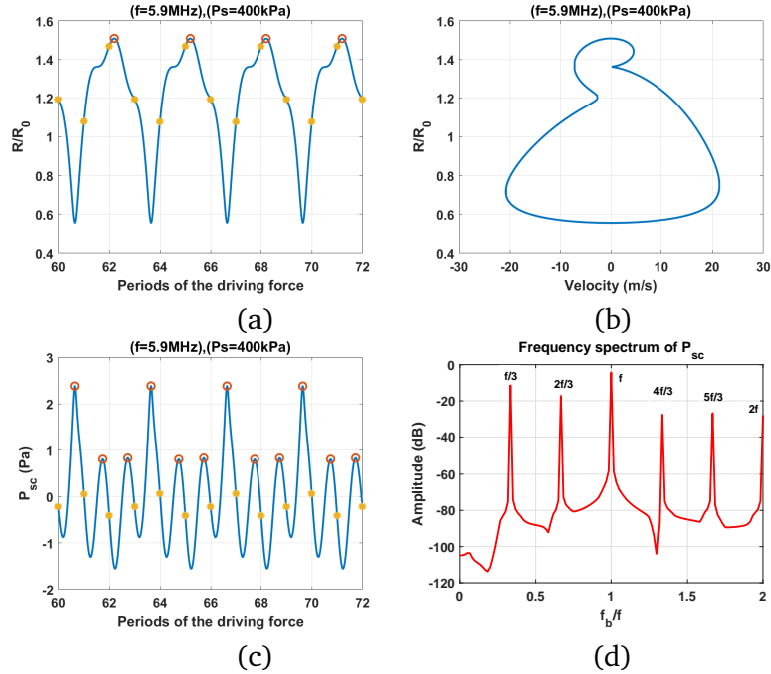 (f=5.9MHz),(Ps=400kPa)
1.6
1.4
1.2
1
0.8
0.6
0.4
R/R0
60
62
64
66
68
70
72
Periods of the driving force
(a)
(f=5.9MHz),(Ps=400kPa)
1.6
1.4
1.2
1
0.8
0.6
0.4
R/R0
-30
-20
-10
0
10
20
30
Velocity (m/s)
(b)
(f=5.9MHz),(Ps=400kPa)
3
2
1
0
-1
-2
Psc (Pa)
60
62
64
66
68
70
72
Periods of the driving force
(c)
Frequency spectrum of Psc
0
-20
-40
-60
-80
-100
-120
Amplitude (dB)
f/3
2f/3
f
4f/3
5f/3
2f
0
0.5
1
1.5
2
fb/f
(d)